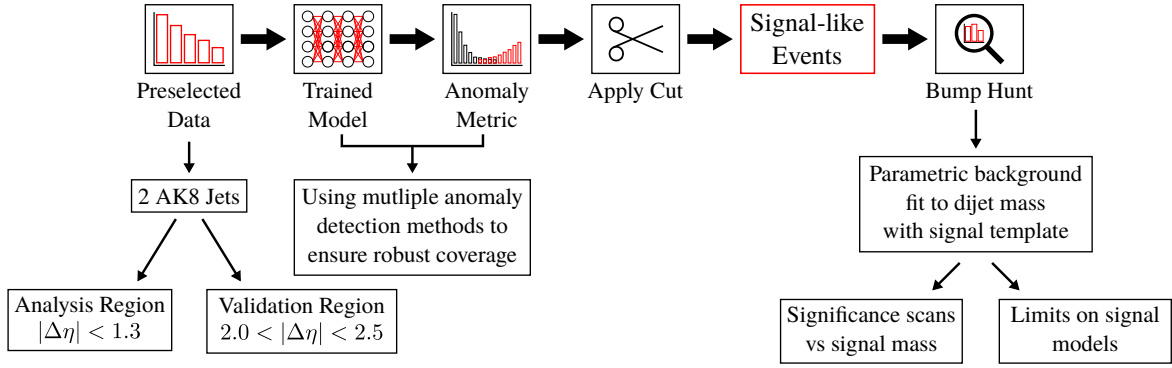 Signal-like
Events
Preselected
Data
Trained
Model
Anomaly
Metric
Apply Cut
Bump Hunt
2 AK8 Jets
Using mutliple anomaly
detection methods to
ensure robust coverage
Parametric background
fit to dijet mass
with signal template
Analysis Region
|Δη| < 1.3
Validation Region
2.0 < |Δη| < 2.5
Significance scans
vs signal mass
Limits on signal
models